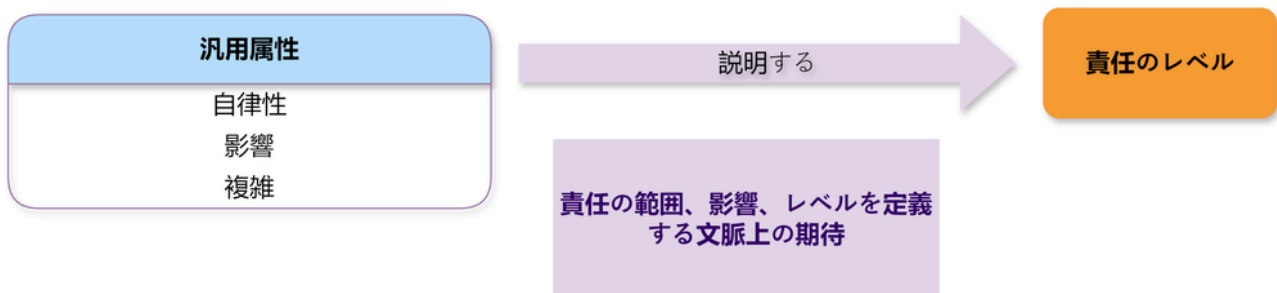 汎用属性
自律性
影響
複雑
説明する
責任のレベル
責任の範囲、影響、レベルを定義
する文脈上の期待